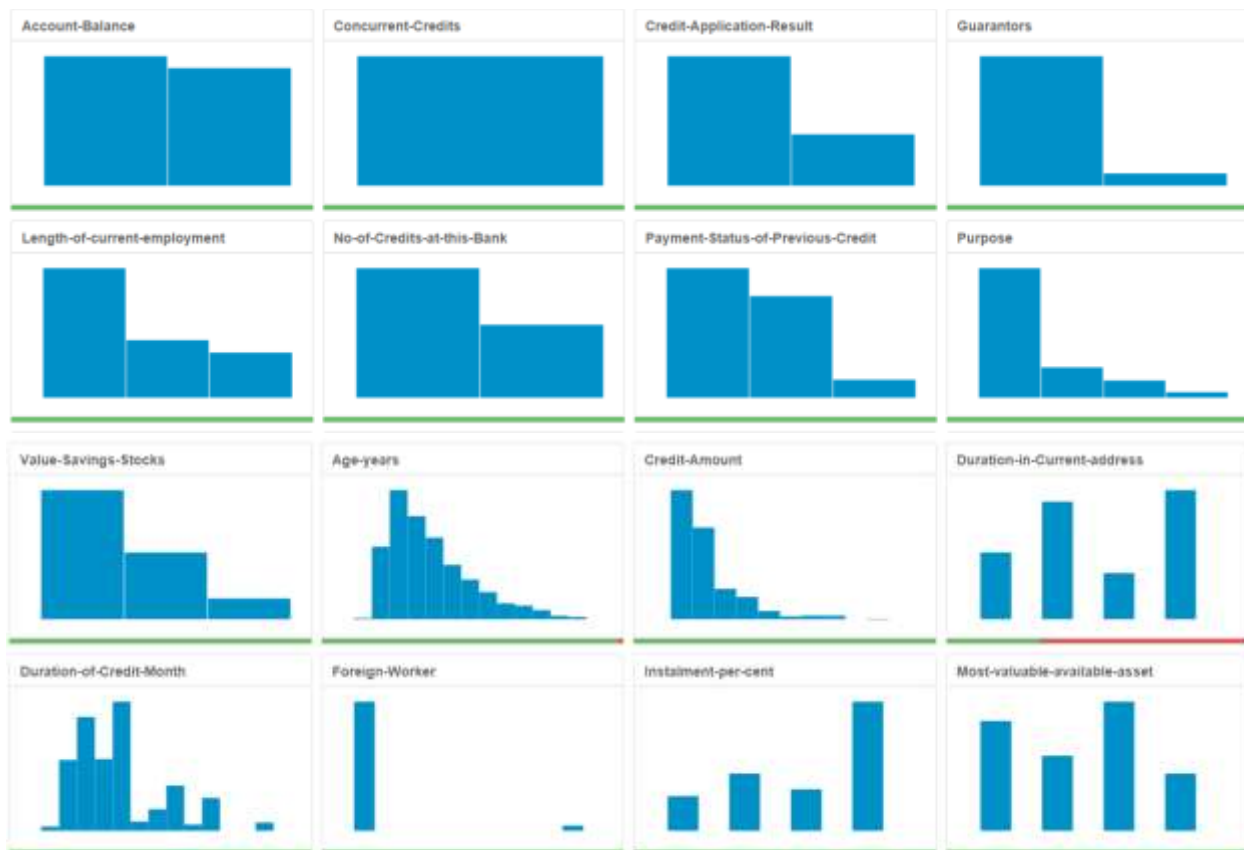 Account-Balance
Concurrent-Credits
Credit-Application-Result
Guarantors
Length-of-current-employment
No-of-Credits-at-this-Bank
Payment-Status-of-Previous-Credit
Purpose
Value-Savings-Stocks
Age-years
Credit-Amount
Duration-in-Current-address
Duration-of-Credit-Month
Foreign-Worker
Instalment-per-cent
Most-valuable-available-asset